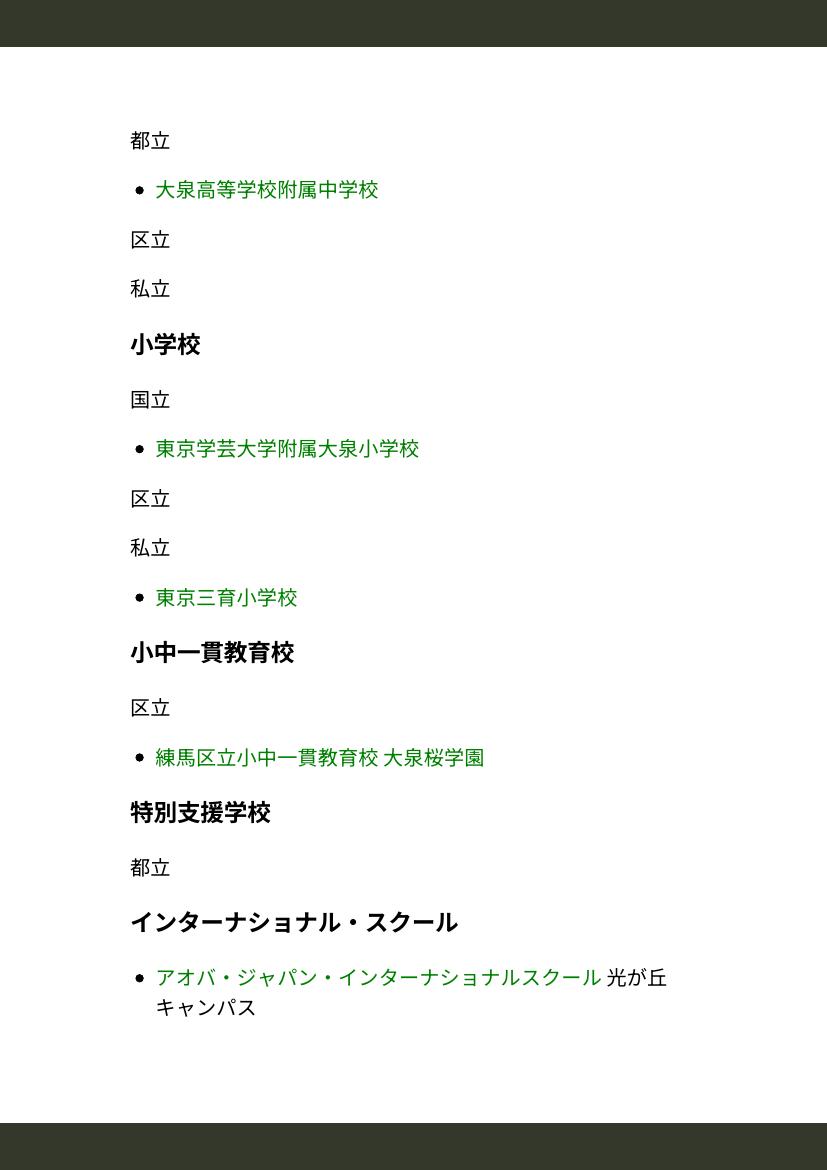 都立
• 大泉高等学校附属中学校
区立
私立
小学校
国立
• 東京学芸大学附属大泉小学校
区立
私立
• 東京三育小学校
小中一貫教育校
区立
• 練馬区立小中一貫教育校 大泉桜学園
特別支援学校
都立
インターナショナル・スクール
• アオバ・ジャパン・インターナショナルスクール 光が丘
キャンパス